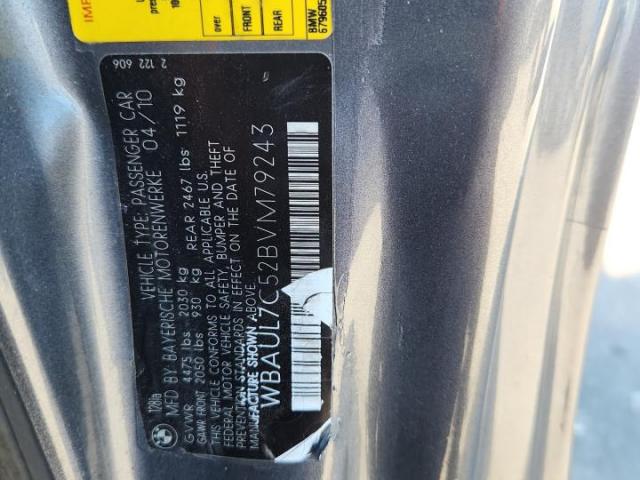 IMP
over
FRONT
REAR
BMW
2 122 606
128ia
VEHICLE TYPE: PASSENGER CAR
MFD BY BAYERISCHE MOTORENWERKE 04/10
GVWR 4475 lbs 2030 kg REAR 2467 lbs 1119 kg
GAWR FRONT 2050 lbs 930 kg
THIS VEHICLE CONFORMS TO ALL APPLICABLE U.S.
FEDERAL MOTOR VEHICLE SAFETY, BUMPER AND THEFT
PREVENTION STANDARDS IN EFFECT ON THE DATE OF
MANUFACTURE SHOWN ABOVE.
WBAUL7C52BVM79243